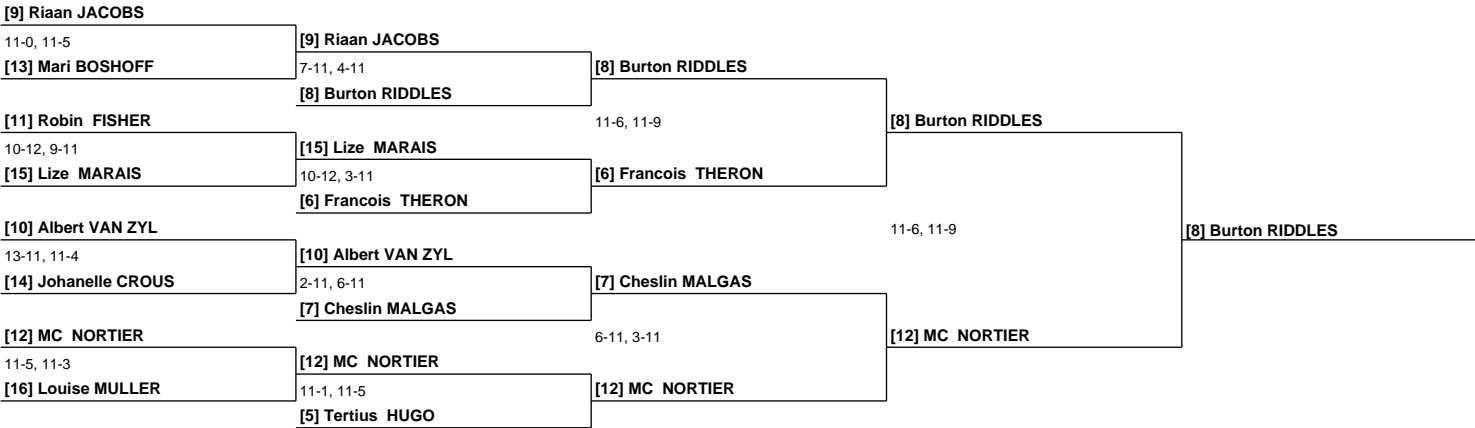 [9] Riaan JACOBS
11-0, 11-5
[13] Mari BOSHOFF
[11] Robin FISHER
10-12, 9-11
[15] Lize MARAIS
[10] Albert VAN ZYL
13-11, 11-4
[14] Johanelle CROUS
[12] MC NORTIER
11-5, 11-3
[16] Louise MULLER
[9] Riaan JACOBS
7-11, 4-11
[8] Burton RIDDLES
[15] Lize MARAIS
10-12, 3-11
[6] Francois THERON
[10] Albert VAN ZYL
2-11, 6-11
[7] Cheslin MALGAS
[12] MC NORTIER
11-1, 11-5
[5] Tertius HUGO
[8] Burton RIDDLES
11-6, 11-9
[6] Francois THERON
[7] Cheslin MALGAS
6-11, 3-11
[12] MC NORTIER
[8] Burton RIDDLES
11-6, 11-9
[12] MC NORTIER
[8] Burton RIDDLES